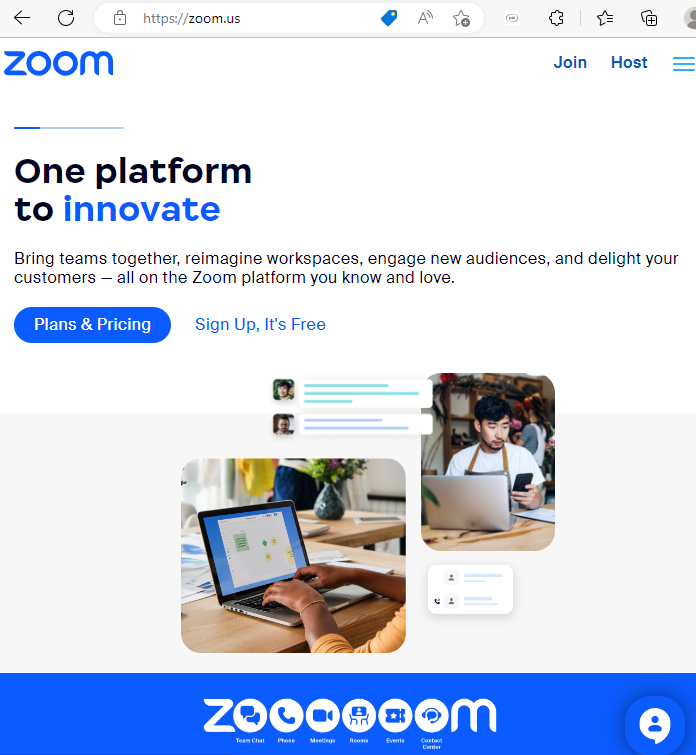 https://zoom.us
zoom
Join Host
One platform
to innovate
Bring teams together, reimagine workspaces, engage new audiences, and delight your
customers — all on the Zoom platform you know and love.
Plans & Pricing Sign Up, It's Free
zoooooom
Team Chat Phone Meetings Rooms Events Contact
Center